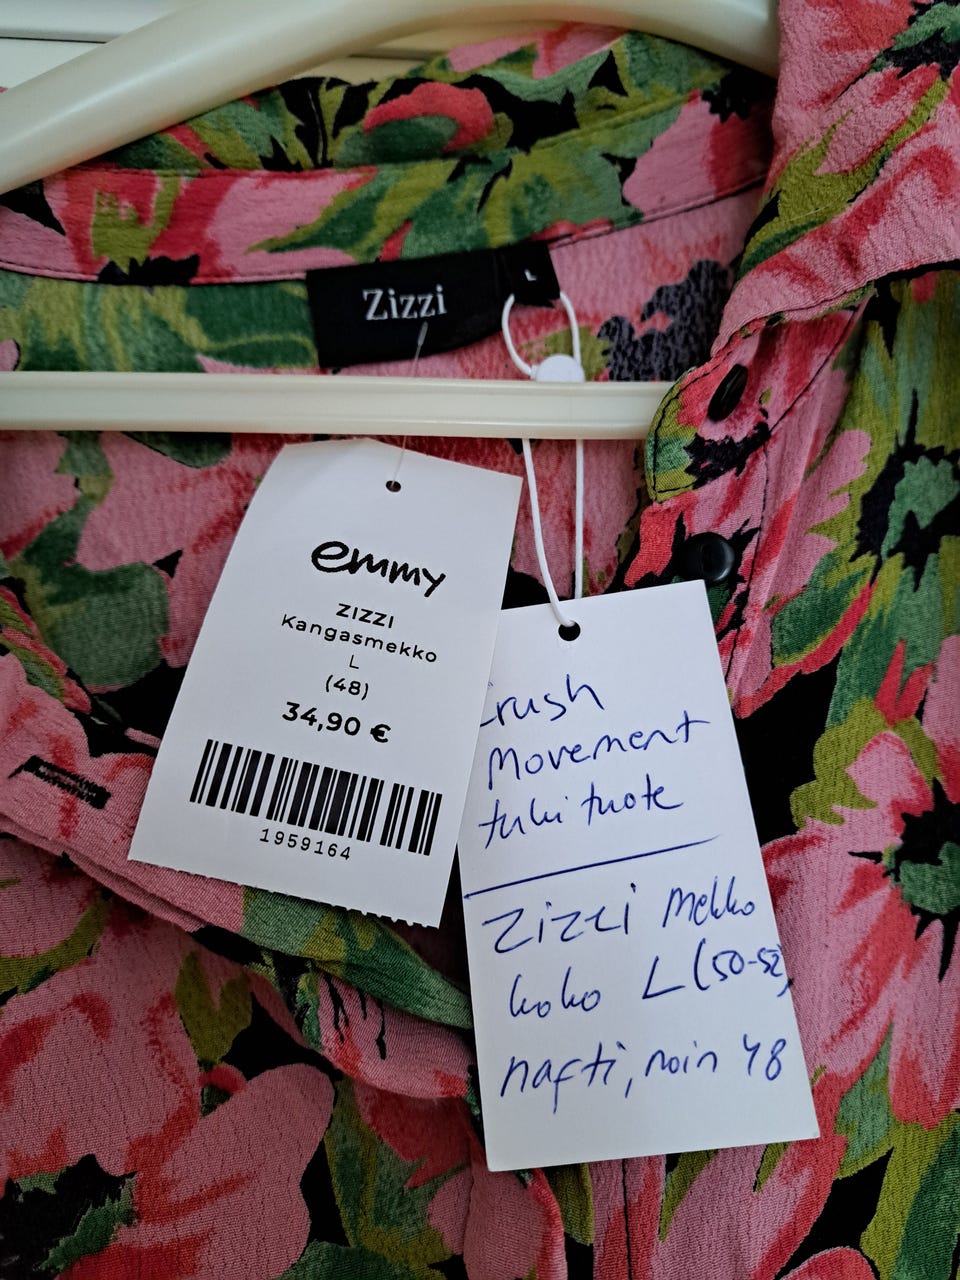 Zizzi
L
emmy
ZIZZI
Kangasmekko
L
(48)
34,90 €
1959164
Crush
Movement
tukituote
Zizzi mekko
koko L (50-52)
nafti, noin 48